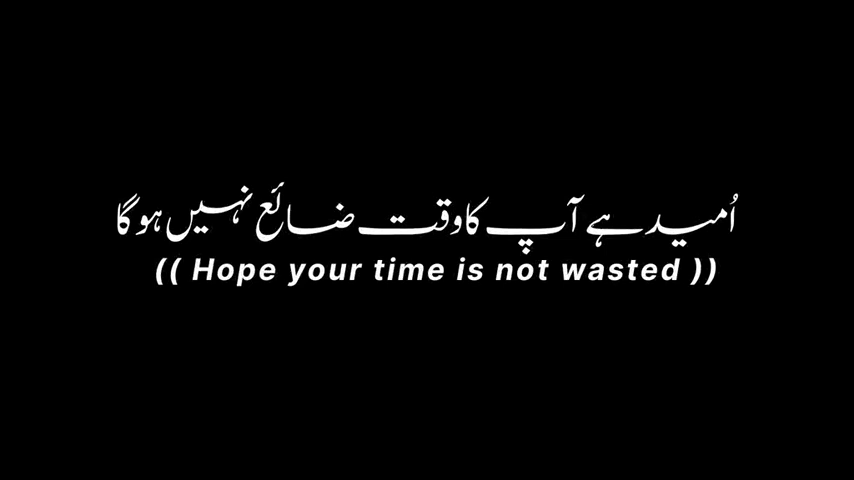 اُمید ہے آپ کا وقت ضائع نہیں ہو گا
(( Hope your time is not wasted ))